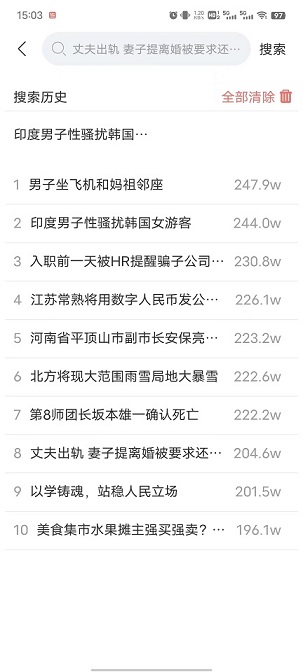 15:03
1.20 KB/S HD 5G 5G 97
丈夫出轨 妻子提离婚被要求还…
搜索
搜索历史
全部清除
印度男子性骚扰韩国…
1 男子坐飞机和妈祖邻座 247.9w
2 印度男子性骚扰韩国女游客 244.0w
3 入职前一天被HR提醒骗子公司… 230.8w
4 江苏常熟将用数字人民币发公… 226.1w
5 河南省平顶山市副市长安保亮… 223.2w
6 北方将现大范围雨雪局地大暴雪 222.6w
7 第8师团长坂本雄一确认死亡 222.2w
8 丈夫出轨 妻子提离婚被要求还… 204.6w
9 以学铸魂，站稳人民立场 201.5w
10 美食集市水果摊主强买强卖？… 196.1w